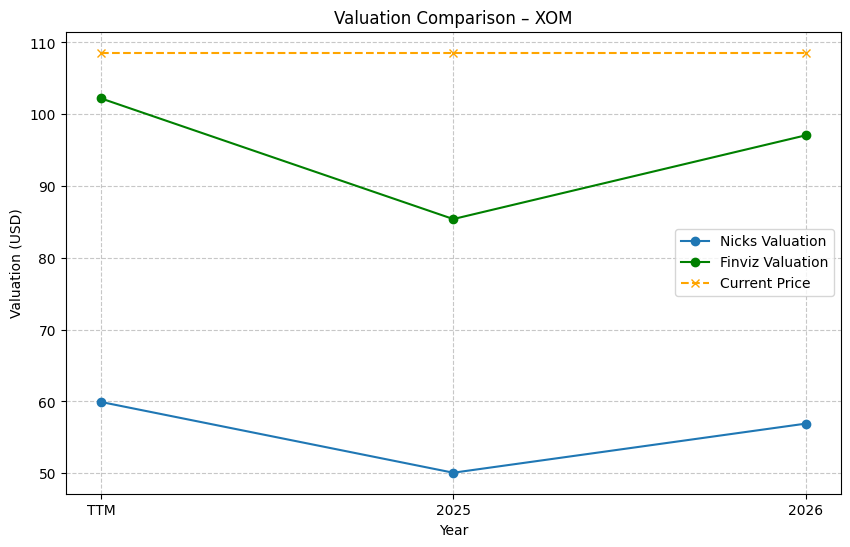 Valuation Comparison – XOM
Valuation (USD)
110
100
90
80
70
60
50
Nicks Valuation
Finviz Valuation
Current Price
TTM
2025
2026
Year